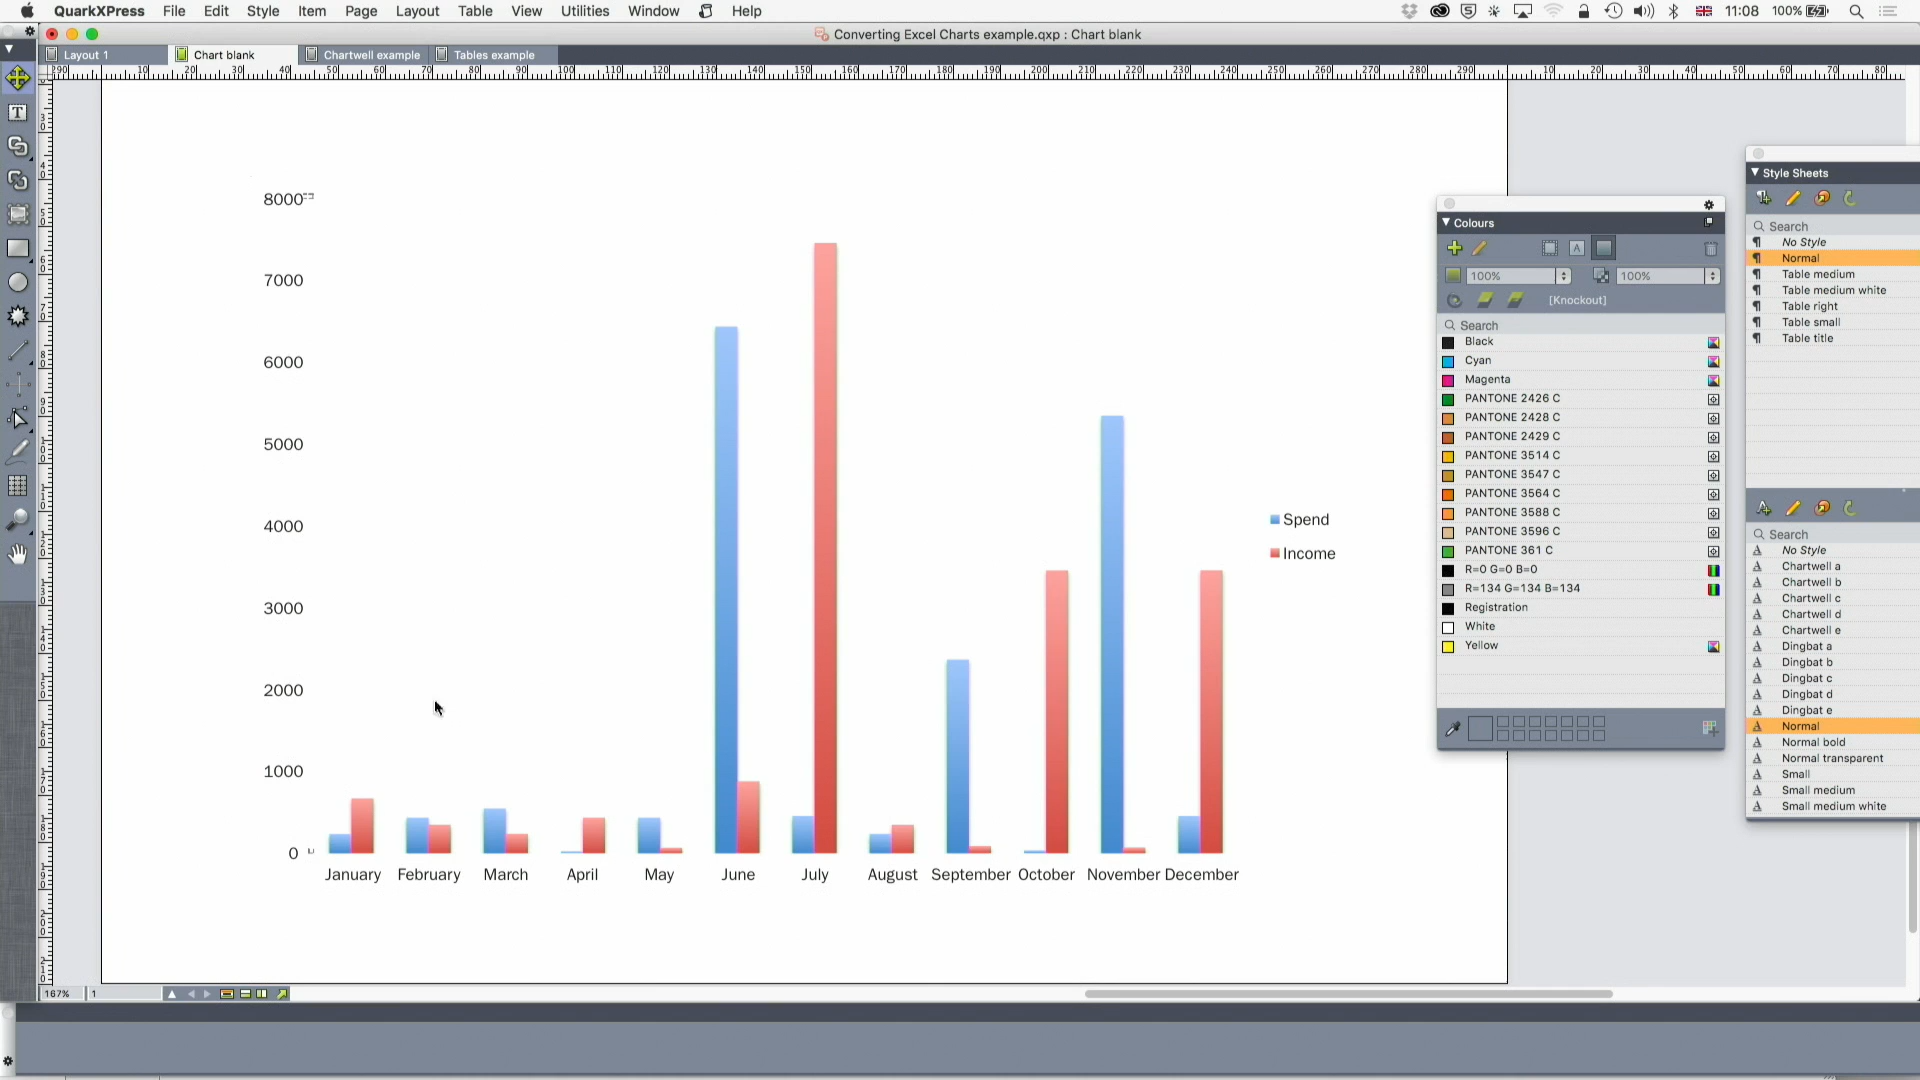 QuarkXPress File Edit Style Item Page Layout Table View Utilities Window Help 11:08 100%
Converting Excel Charts example.qxp : Chart blank
Layout 1 Chart blank Chartwell example Tables example
8000
7000
6000
5000
4000
3000
2000
1000
0
January February March April May June July August September October November December
Spend
Income
Colours
100% 100%
[Knockout]
Search
Black
Cyan
Magenta
PANTONE 2426 C
PANTONE 2428 C
PANTONE 2429 C
PANTONE 3514 C
PANTONE 3547 C
PANTONE 3564 C
PANTONE 3588 C
PANTONE 3596 C
PANTONE 361 C
R=0 G=0 B=0
R=134 G=134 B=134
Registration
White
Yellow
Style Sheets
Search
No Style
Normal
Table medium
Table medium white
Table right
Table small
Table title
Search
No Style
Chartwell a
Chartwell b
Chartwell c
Chartwell d
Chartwell e
Dingbat a
Dingbat b
Dingbat c
Dingbat d
Dingbat e
Normal
Normal bold
Normal transparent
Small
Small medium
Small medium white
167% 1